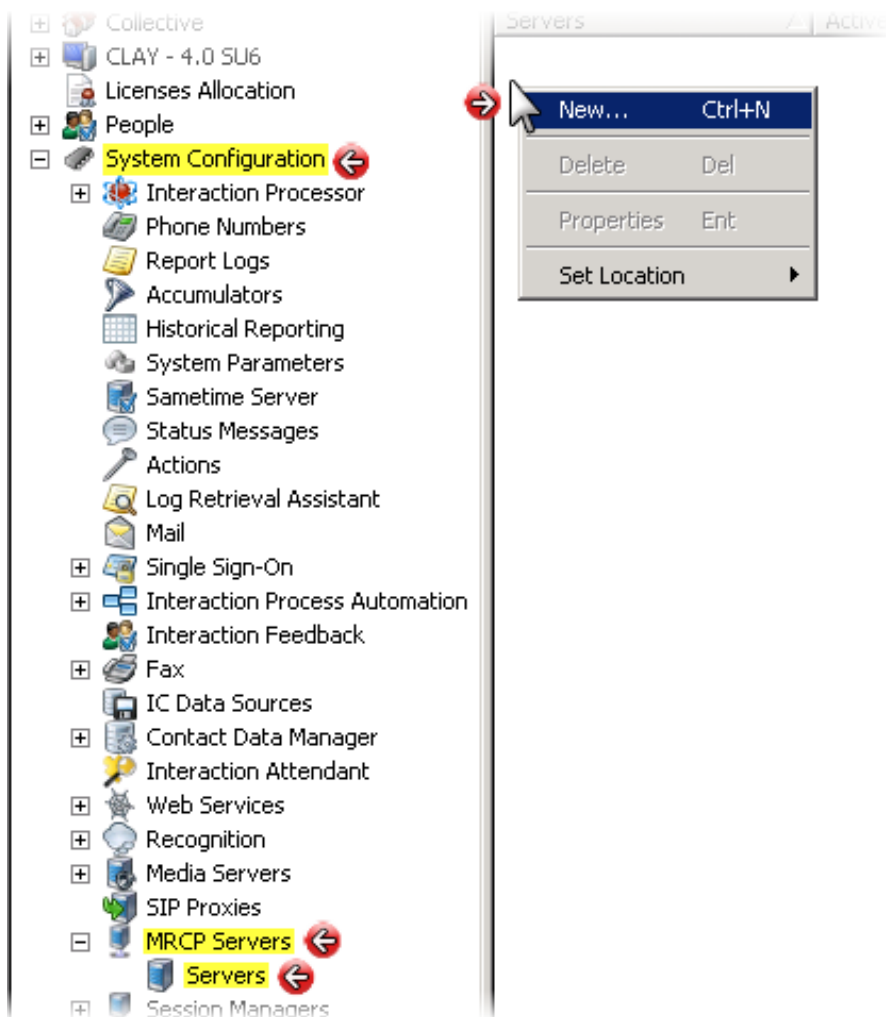 Collective
CLAY - 4.0 SU6
Licenses Allocation
People
System Configuration
Interaction Processor
Phone Numbers
Report Logs
Accumulators
Historical Reporting
System Parameters
Sametime Server
Status Messages
Actions
Log Retrieval Assistant
Mail
Single Sign-On
Interaction Process Automation
Interaction Feedback
Fax
IC Data Sources
Contact Data Manager
Interaction Attendant
Web Services
Recognition
Media Servers
SIP Proxies
MRCP Servers
Servers
Session Managers
Servers Active
New... Ctrl+N
Delete Del
Properties Ent
Set Location